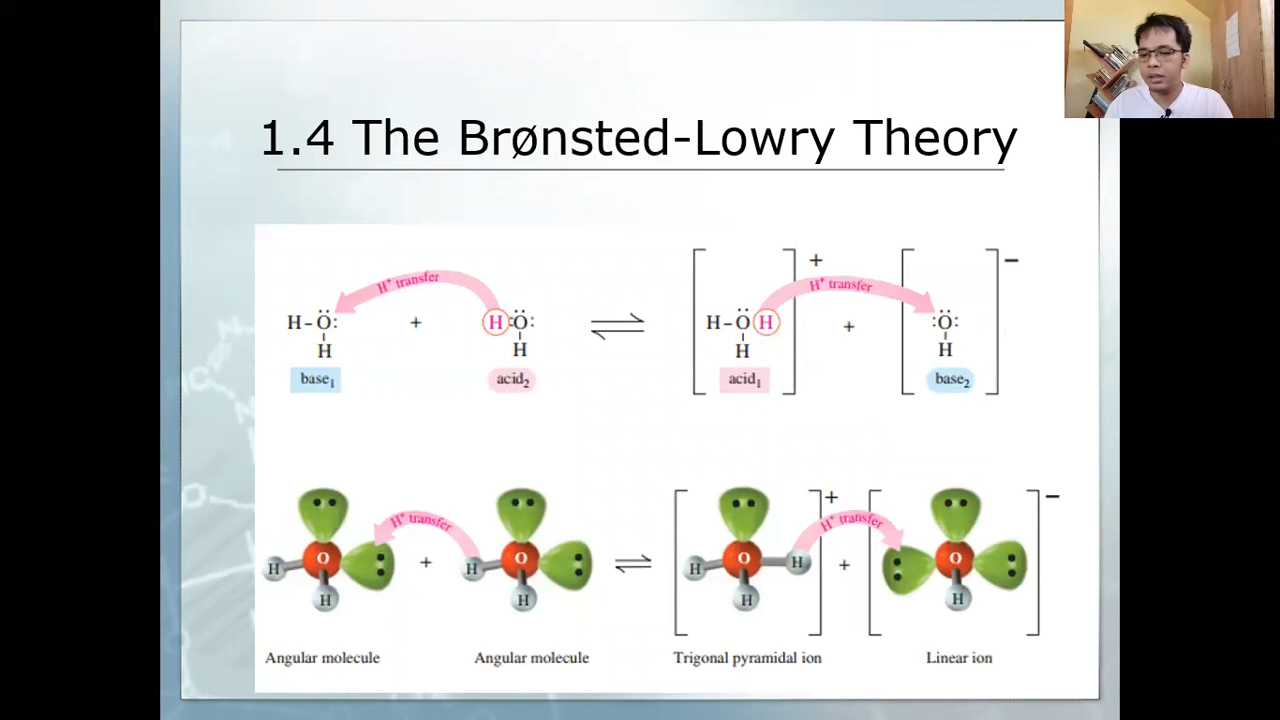 1.4 The Brønsted-Lowry Theory
H⁺ transfer
H⁺ transfer
+
−
H–Ö: + H:Ö: ⇌ H–Ö H + :Ö:
H H H H
base₁ acid₂ acid₁ base₂
H⁺ transfer
H⁺ transfer
+
−
O O O O
H + H ⇌ H H +
H H H H
Angular molecule Angular molecule Trigonal pyramidal ion Linear ion